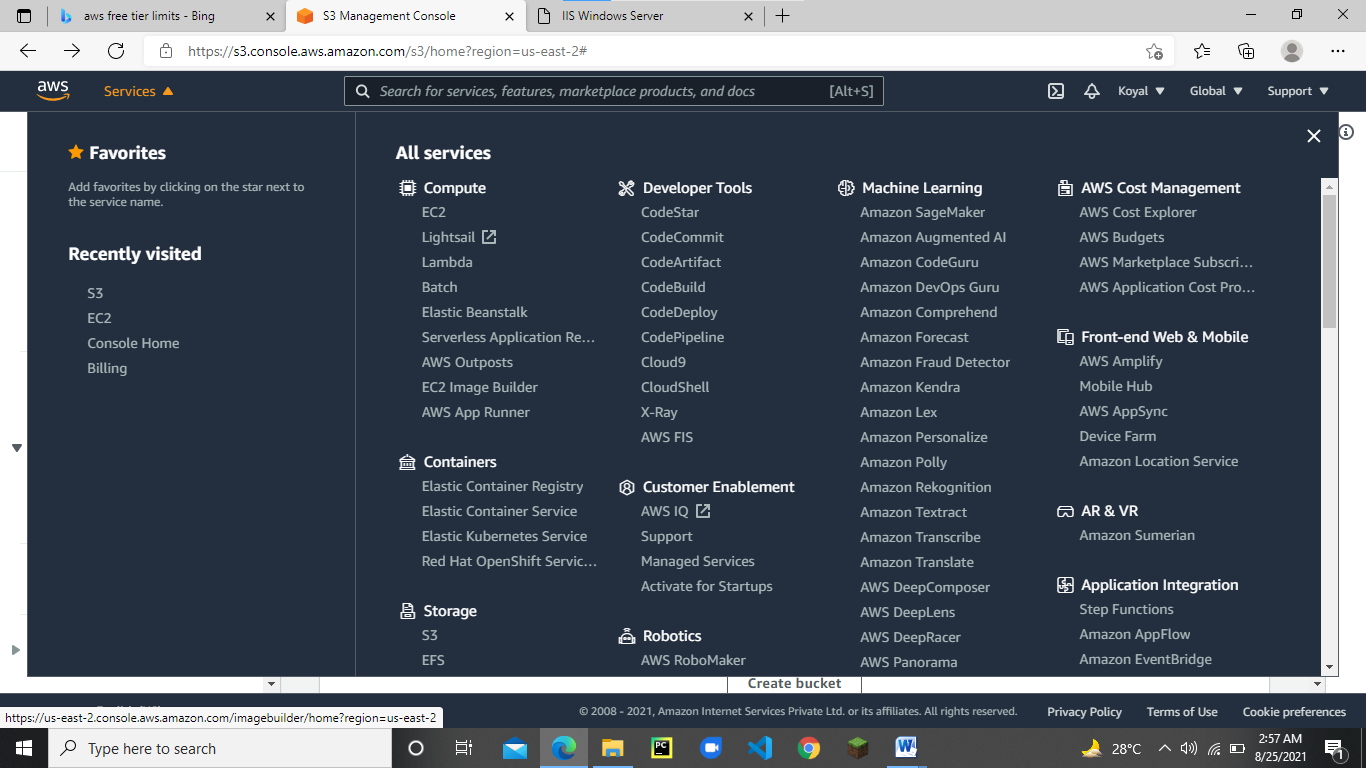 aws free tier limits - Bing
S3 Management Console
IIS Windows Server
https://s3.console.aws.amazon.com/s3/home?region=us-east-2#
aws
Services
Search for services, features, marketplace products, and docs
[Alt+S]
Koyal
Global
Support
Favorites
Add favorites by clicking on the star next to
the service name.
Recently visited
S3
EC2
Console Home
Billing
All services
Compute
EC2
Lightsail
Lambda
Batch
Elastic Beanstalk
Serverless Application Re...
AWS Outposts
EC2 Image Builder
AWS App Runner
Containers
Elastic Container Registry
Elastic Container Service
Elastic Kubernetes Service
Red Hat OpenShift Servic...
Storage
S3
EFS
Developer Tools
CodeStar
CodeCommit
CodeArtifact
CodeBuild
CodeDeploy
CodePipeline
Cloud9
CloudShell
X-Ray
AWS FIS
Customer Enablement
AWS IQ
Support
Managed Services
Activate for Startups
Robotics
AWS RoboMaker
Machine Learning
Amazon SageMaker
Amazon Augmented AI
Amazon CodeGuru
Amazon DevOps Guru
Amazon Comprehend
Amazon Forecast
Amazon Fraud Detector
Amazon Kendra
Amazon Lex
Amazon Personalize
Amazon Polly
Amazon Rekognition
Amazon Textract
Amazon Transcribe
Amazon Translate
AWS DeepComposer
AWS DeepLens
AWS DeepRacer
AWS Panorama
AWS Cost Management
AWS Cost Explorer
AWS Budgets
AWS Marketplace Subscri...
AWS Application Cost Pro...
Front-end Web & Mobile
AWS Amplify
Mobile Hub
AWS AppSync
Device Farm
Amazon Location Service
AR & VR
Amazon Sumerian
Application Integration
Step Functions
Amazon AppFlow
Amazon EventBridge
Create bucket
https://us-east-2.console.aws.amazon.com/imagebuilder/home?region=us-east-2
© 2008 - 2021, Amazon Internet Services Private Ltd. or its affiliates. All rights reserved.
Privacy Policy
Terms of Use
Cookie preferences
Type here to search
PC
W
28°C
2:57 AM
8/25/2021
1